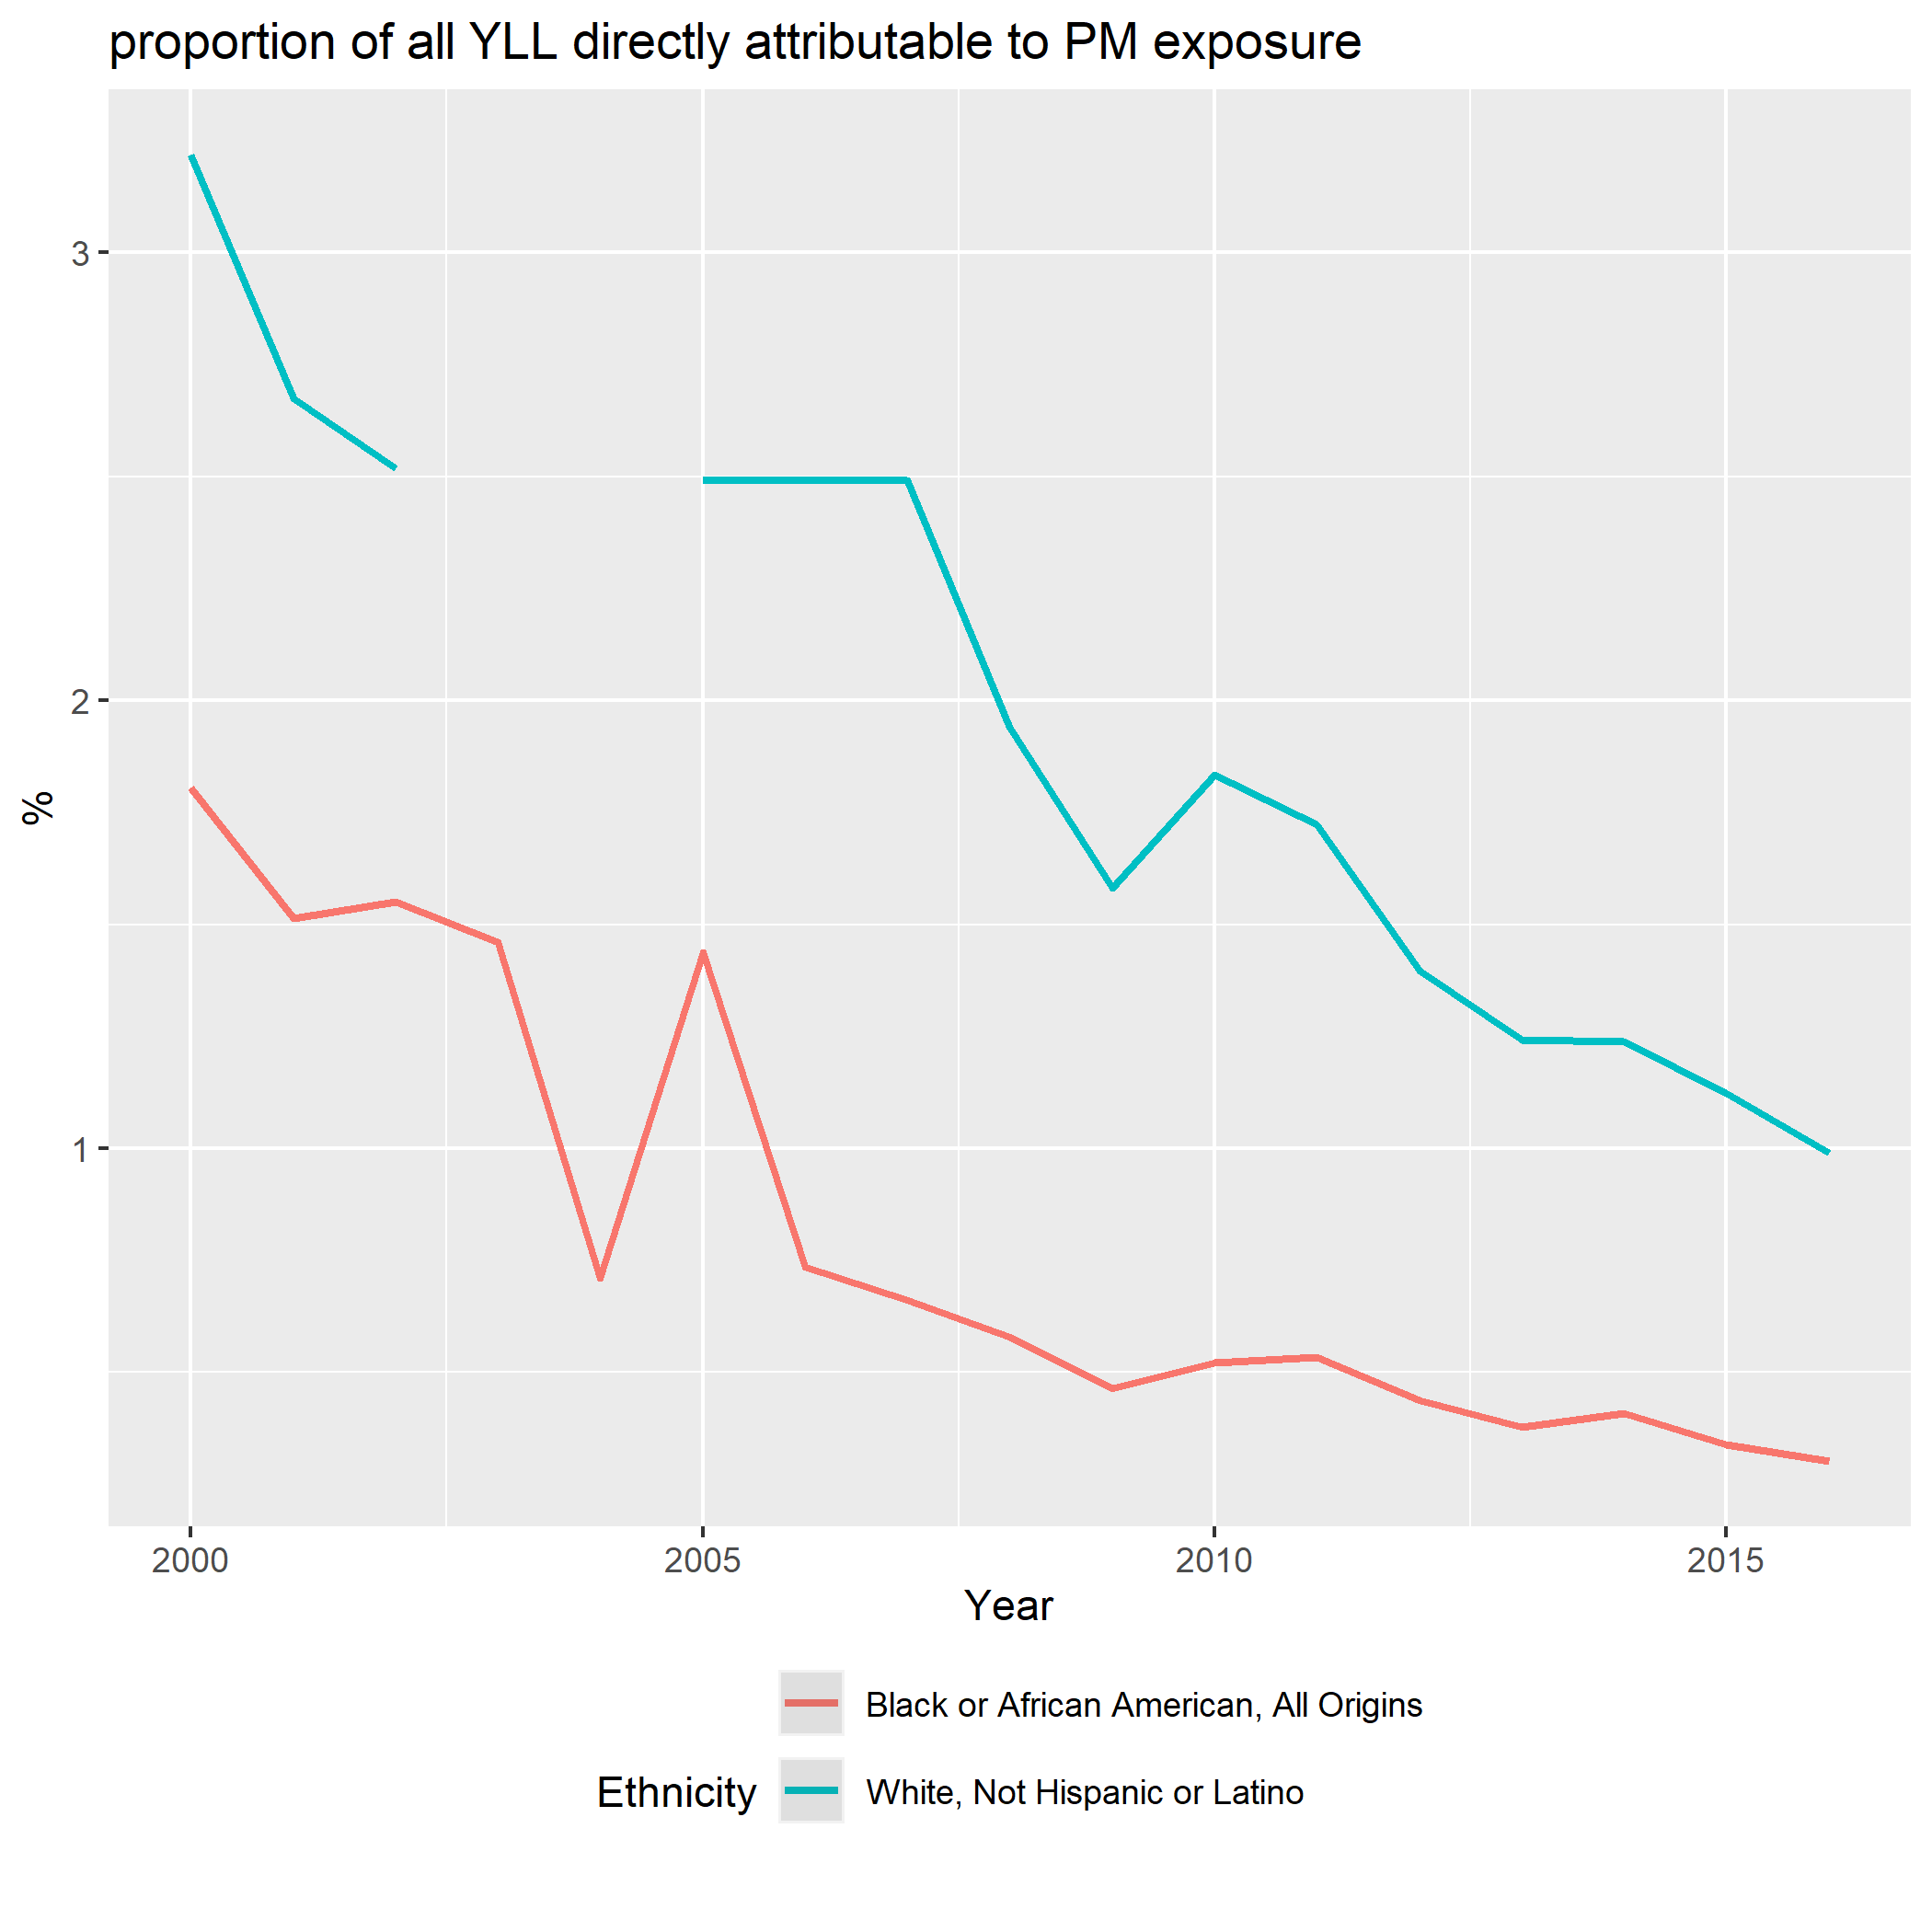 proportion of all YLL directly attributable to PM exposure
3
2
1
%
2000 2005 2010 2015
Year
Ethnicity
Black or African American, All Origins
White, Not Hispanic or Latino